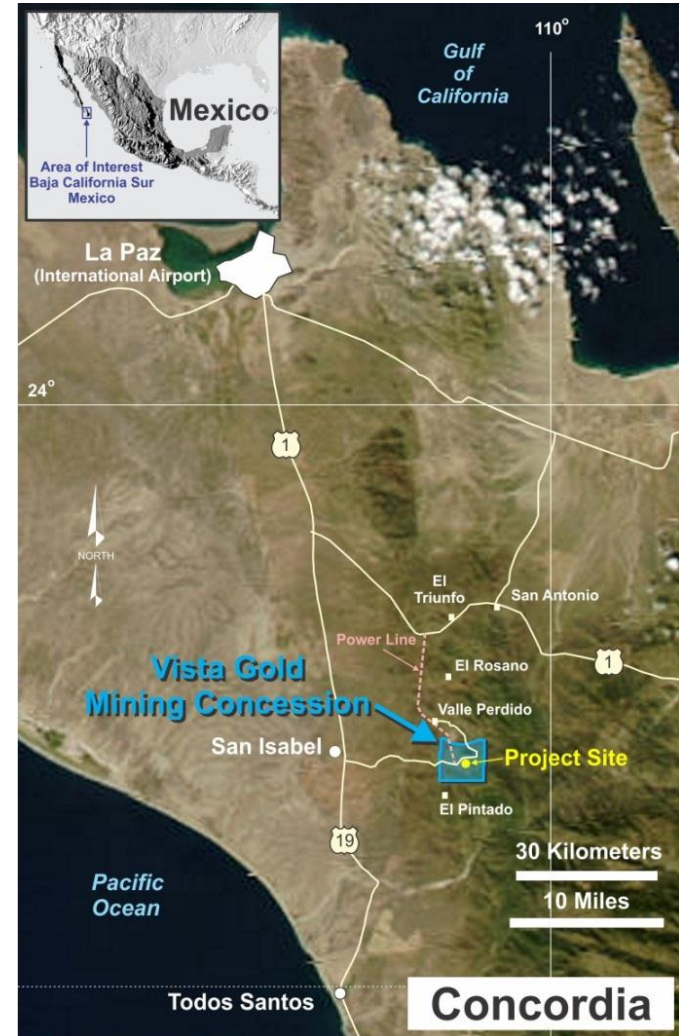 Mexico
Area of Interest
Baja California Sur
Mexico
Gulf
of
California
110°
La Paz
(International Airport)
24°
1
NORTH
El
Triunfo
San Antonio
Power Line
El Rosano
1
Vista Gold
Mining Concession
Valle Perdido
San Isabel
Project Site
El Pintado
19
30 Kilometers
10 Miles
Pacific
Ocean
Todos Santos
Concordia